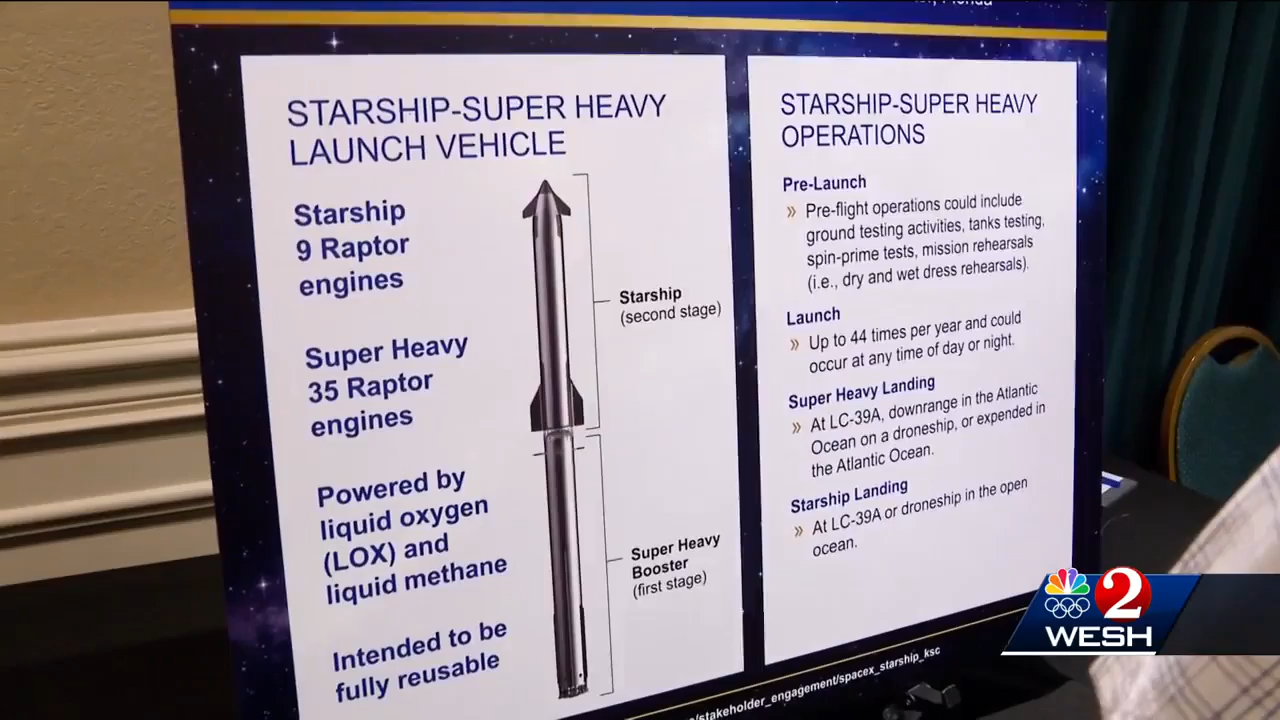 Florida
STARSHIP-SUPER HEAVY
LAUNCH VEHICLE
Starship
9 Raptor
engines
Super Heavy
35 Raptor
engines
Powered by
liquid oxygen
(LOX) and
liquid methane
Intended to be
fully reusable
Starship
(second stage)
Super Heavy
Booster
(first stage)
STARSHIP-SUPER HEAVY
OPERATIONS
Pre-Launch
» Pre-flight operations could include
ground testing activities, tanks testing,
spin-prime tests, mission rehearsals
(i.e., dry and wet dress rehearsals).
Launch
» Up to 44 times per year and could
occur at any time of day or night.
Super Heavy Landing
» At LC-39A, downrange in the Atlantic
Ocean on a droneship, or expended in
the Atlantic Ocean.
Starship Landing
» At LC-39A or droneship in the open
ocean.
/stakeholder_engagement/spacex_starship_ksc
2
WESH